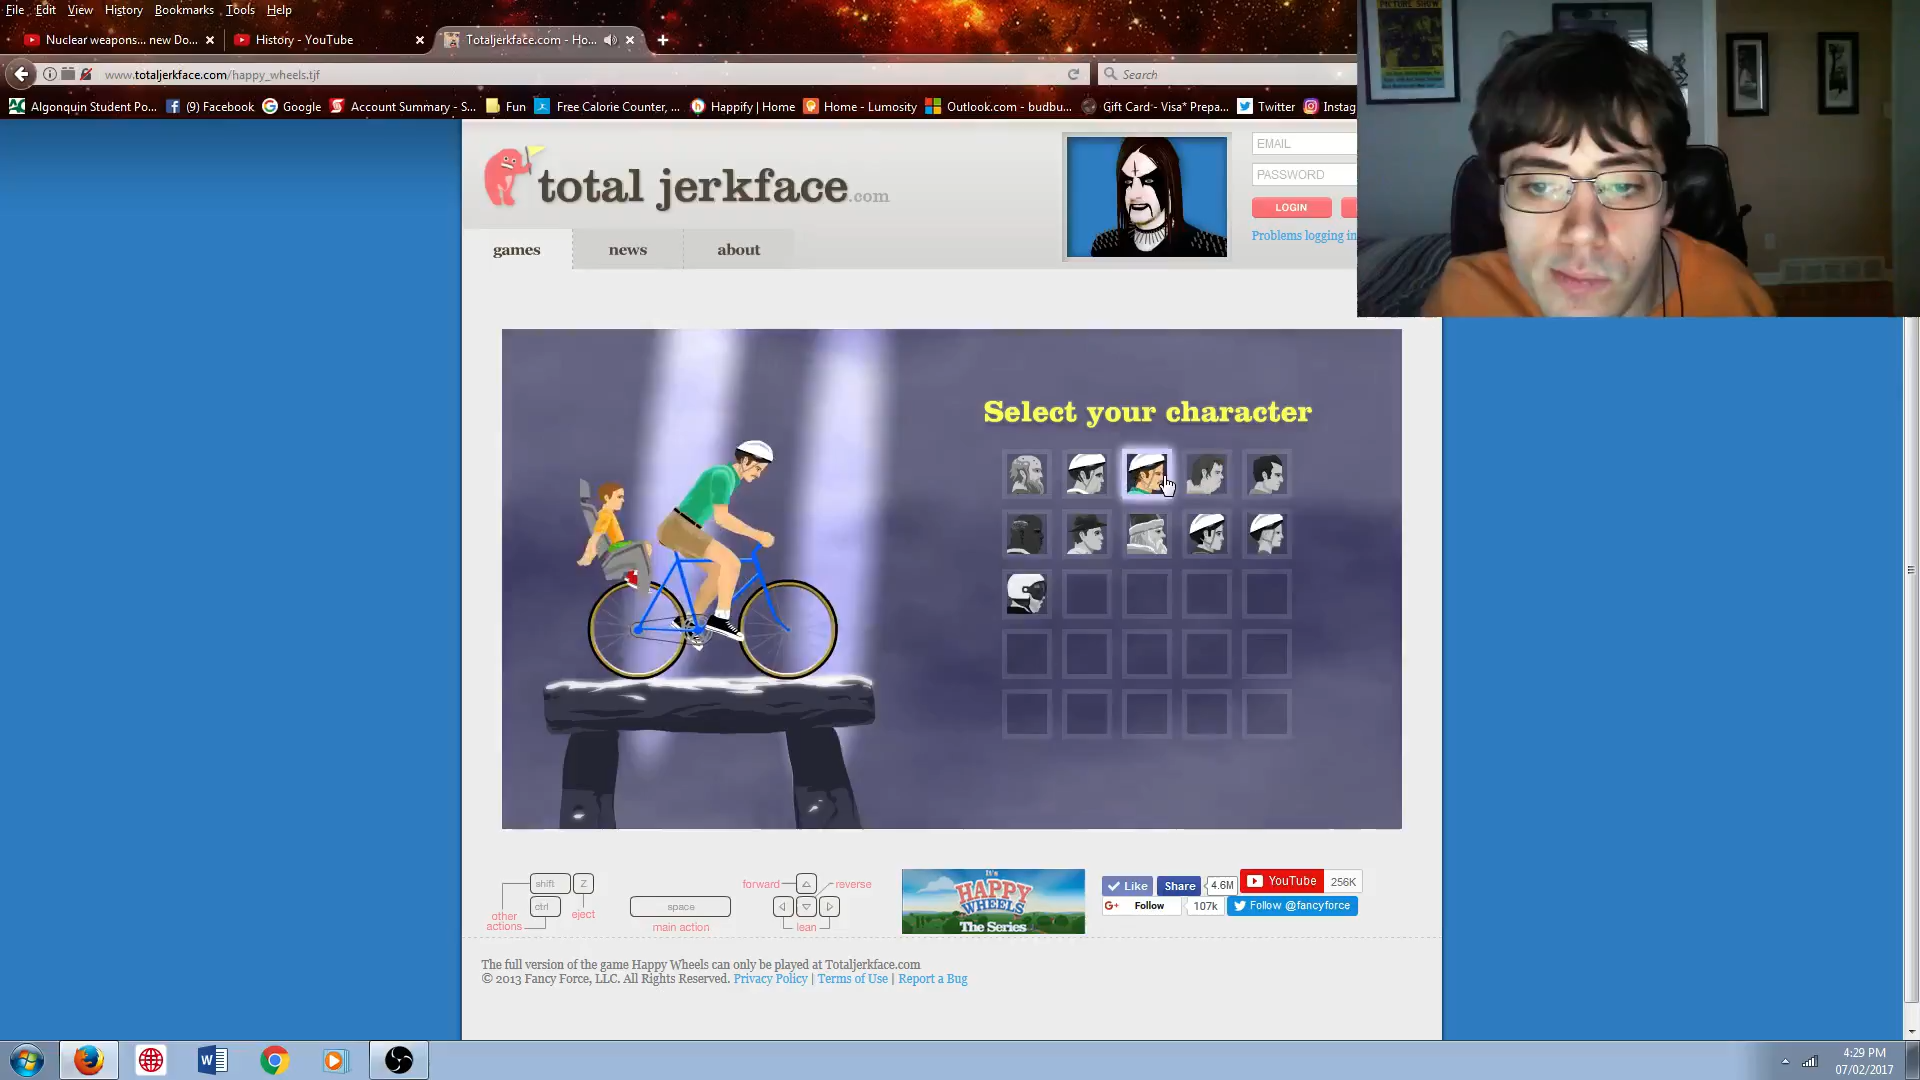 File Edit View History Bookmarks Tools Help
Nuclear weapons... new Do...
History - YouTube
Totaljerkface.com - Ho...
www.totaljerkface.com/happy_wheels.tjf
Search
Algonquin Student Po...
(9) Facebook
Google
Account Summary - S...
Fun
Free Calorie Counter, ...
Happify | Home
Home - Lumosity
Outlook.com - budbu...
Gift Card - Visa* Prepa...
Twitter
Instag
PICTURE SHOW
total jerkface.com
EMAIL
PASSWORD
LOGIN
Problems logging in
games
news
about
Select your character
shift
Z
ctrl
other actions
eject
space
main action
forward
reverse
lean
IT'S
HAPPY
WHEELS
The Series
Like
Share
4.6M
YouTube
256K
G+ Follow
107k
Follow @fancyforce
The full version of the game Happy Wheels can only be played at Totaljerkface.com
© 2013 Fancy Force, LLC. All Rights Reserved. Privacy Policy | Terms of Use | Report a Bug
4:29 PM
07/02/2017